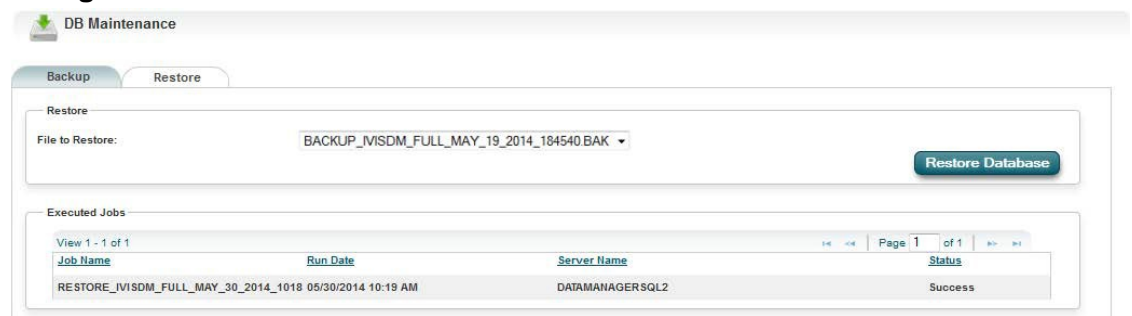 DB Maintenance
Backup Restore
Restore
File to Restore: BACKUP_IVISDM_FULL_MAY_19_2014_184540.BAK
Restore Database
Executed Jobs
View 1 - 1 of 1 Page 1 of 1
Job Name Run Date Server Name Status
RESTORE_IVISDM_FULL_MAY_30_2014_1018 05/30/2014 10:19 AM DATAMANAGERSQL2 Success